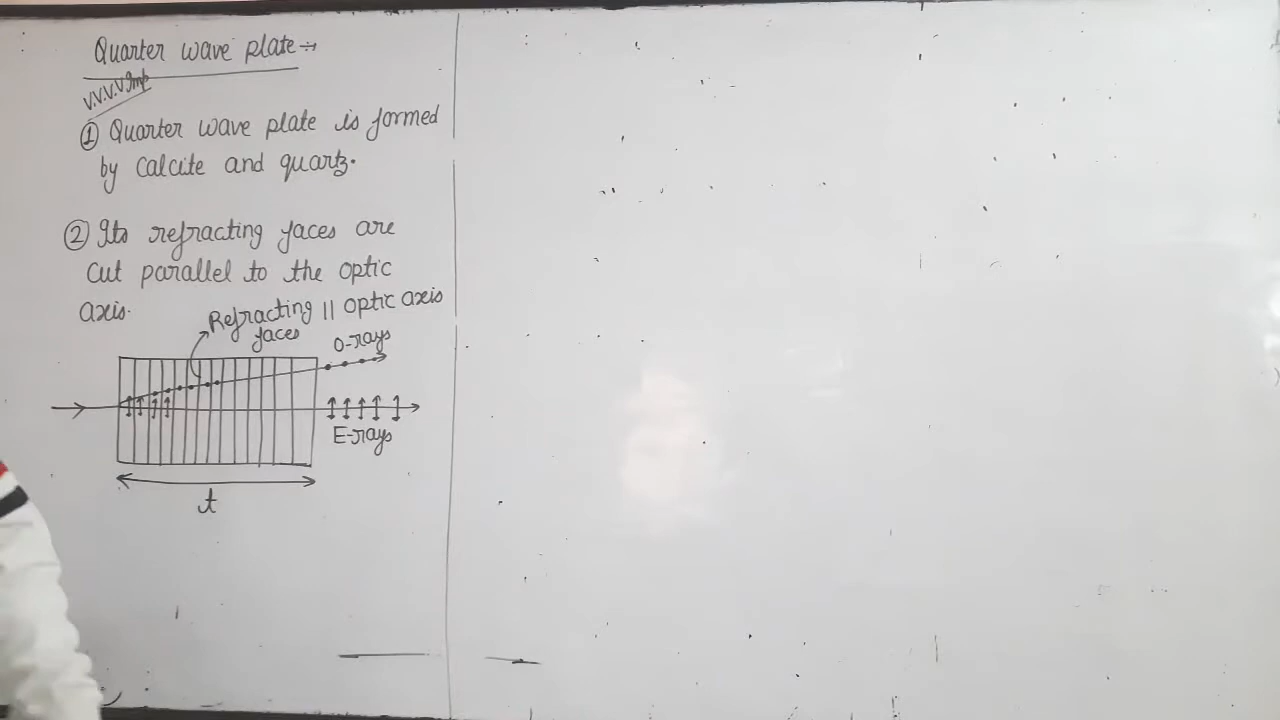 Quarter wave plate →
V.V.V.V Imp
① Quarter wave plate is formed
by calcite and quartz.
② Its refracting faces are
cut parallel to the optic
axis.
Refracting || optic axis
faces
O-rays
E-rays
t